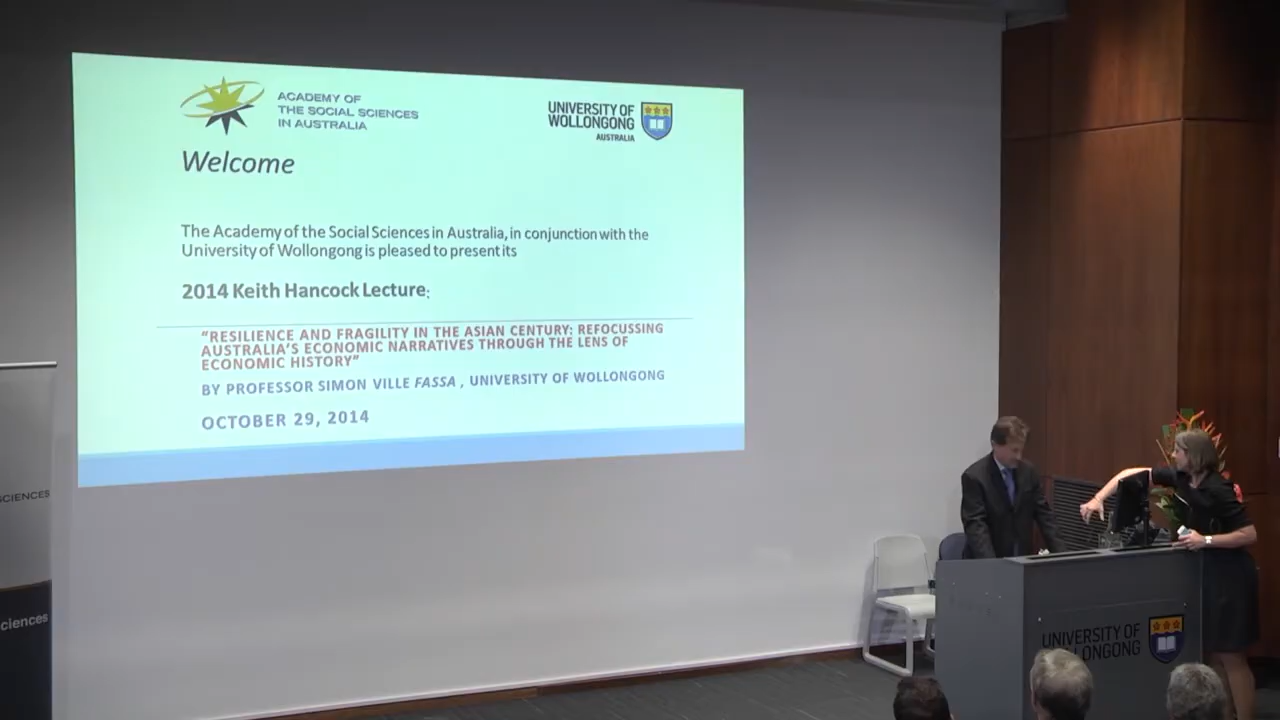 ACADEMY OF
THE SOCIAL SCIENCES
IN AUSTRALIA
UNIVERSITY OF
WOLLONGONG
AUSTRALIA
Welcome
The Academy of the Social Sciences in Australia, in conjunction with the
University of Wollongong is pleased to present its
2014 Keith Hancock Lecture:
“RESILIENCE AND FRAGILITY IN THE ASIAN CENTURY: REFOCUSSING
AUSTRALIA’S ECONOMIC NARRATIVES THROUGH THE LENS OF
ECONOMIC HISTORY”
BY PROFESSOR SIMON VILLE FASSA , UNIVERSITY OF WOLLONGONG
OCTOBER 29, 2014
SCIENCES
ciences
UNIVERSITY OF
LONGONG